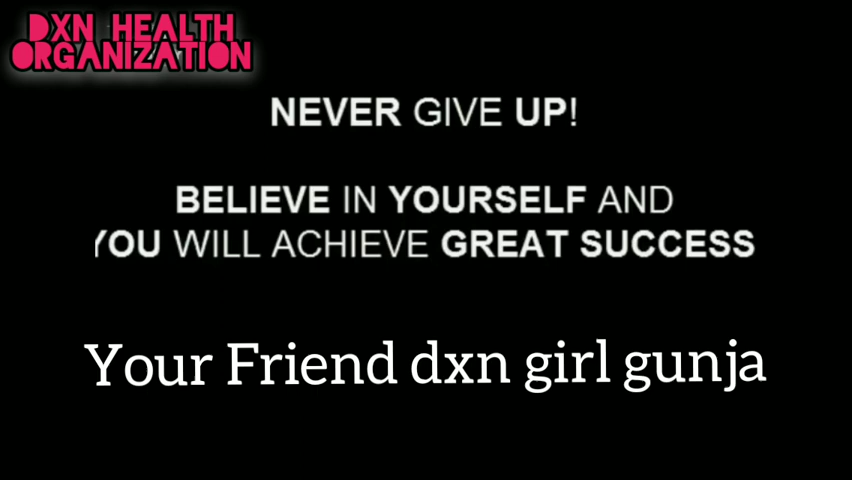 DXN HEALTH
ORGANIZATION
NEVER GIVE UP!
BELIEVE IN YOURSELF AND
YOU WILL ACHIEVE GREAT SUCCESS
Your Friend dxn girl gunja